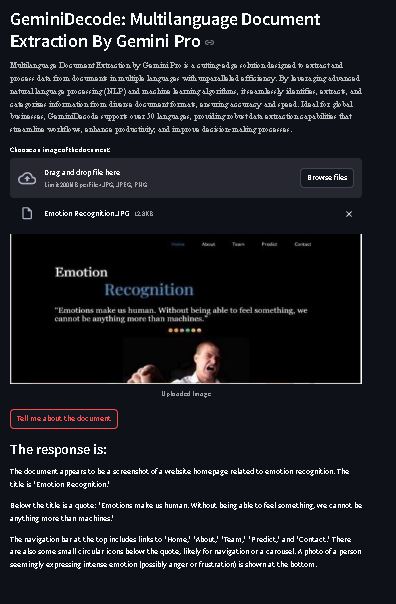 GeminiDecode: Multilanguage Document
Extraction By Gemini Pro
Multilanguage Document Extraction by Gemini Pro is a cutting-edge solution designed to extract and
process data from documents in multiple languages with unparalleled efficiency. By leveraging advanced
natural language processing (NLP) and machine learning algorithms, it seamlessly identifies, extracts, and
categorizes information from diverse document formats, ensuring accuracy and speed. Ideal for global
businesses, GeminiDecode supports over 50 languages, providing robust data extraction capabilities that
streamline workflows, enhance productivity, and improve decision-making processes.
Choose an image of the document:
Drag and drop file here
Limit 200MB per file • JPG, JPEG, PNG
Browse files
Emotion Recognition.JPG
Home About Team Predict Contact
Emotion
Recognition
"Emotions make us human. Without being able to feel something, we
cannot be anything more than machines."
Uploaded Image
Tell me about the document
The response is:
The document appears to be a screenshot of a website homepage related to emotion recognition. The
title is 'Emotion Recognition.'
Below the title is a quote: 'Emotions make us human. Without being able to feel something, we cannot be
anything more than machines.'
The navigation bar at the top includes links to 'Home,' 'About,' 'Team,' 'Predict,' and 'Contact.' There
are also some small circular icons below the quote, likely for navigation or a carousel. A photo of a person
seemingly expressing intense emotion (possibly anger or frustration) is shown at the bottom.